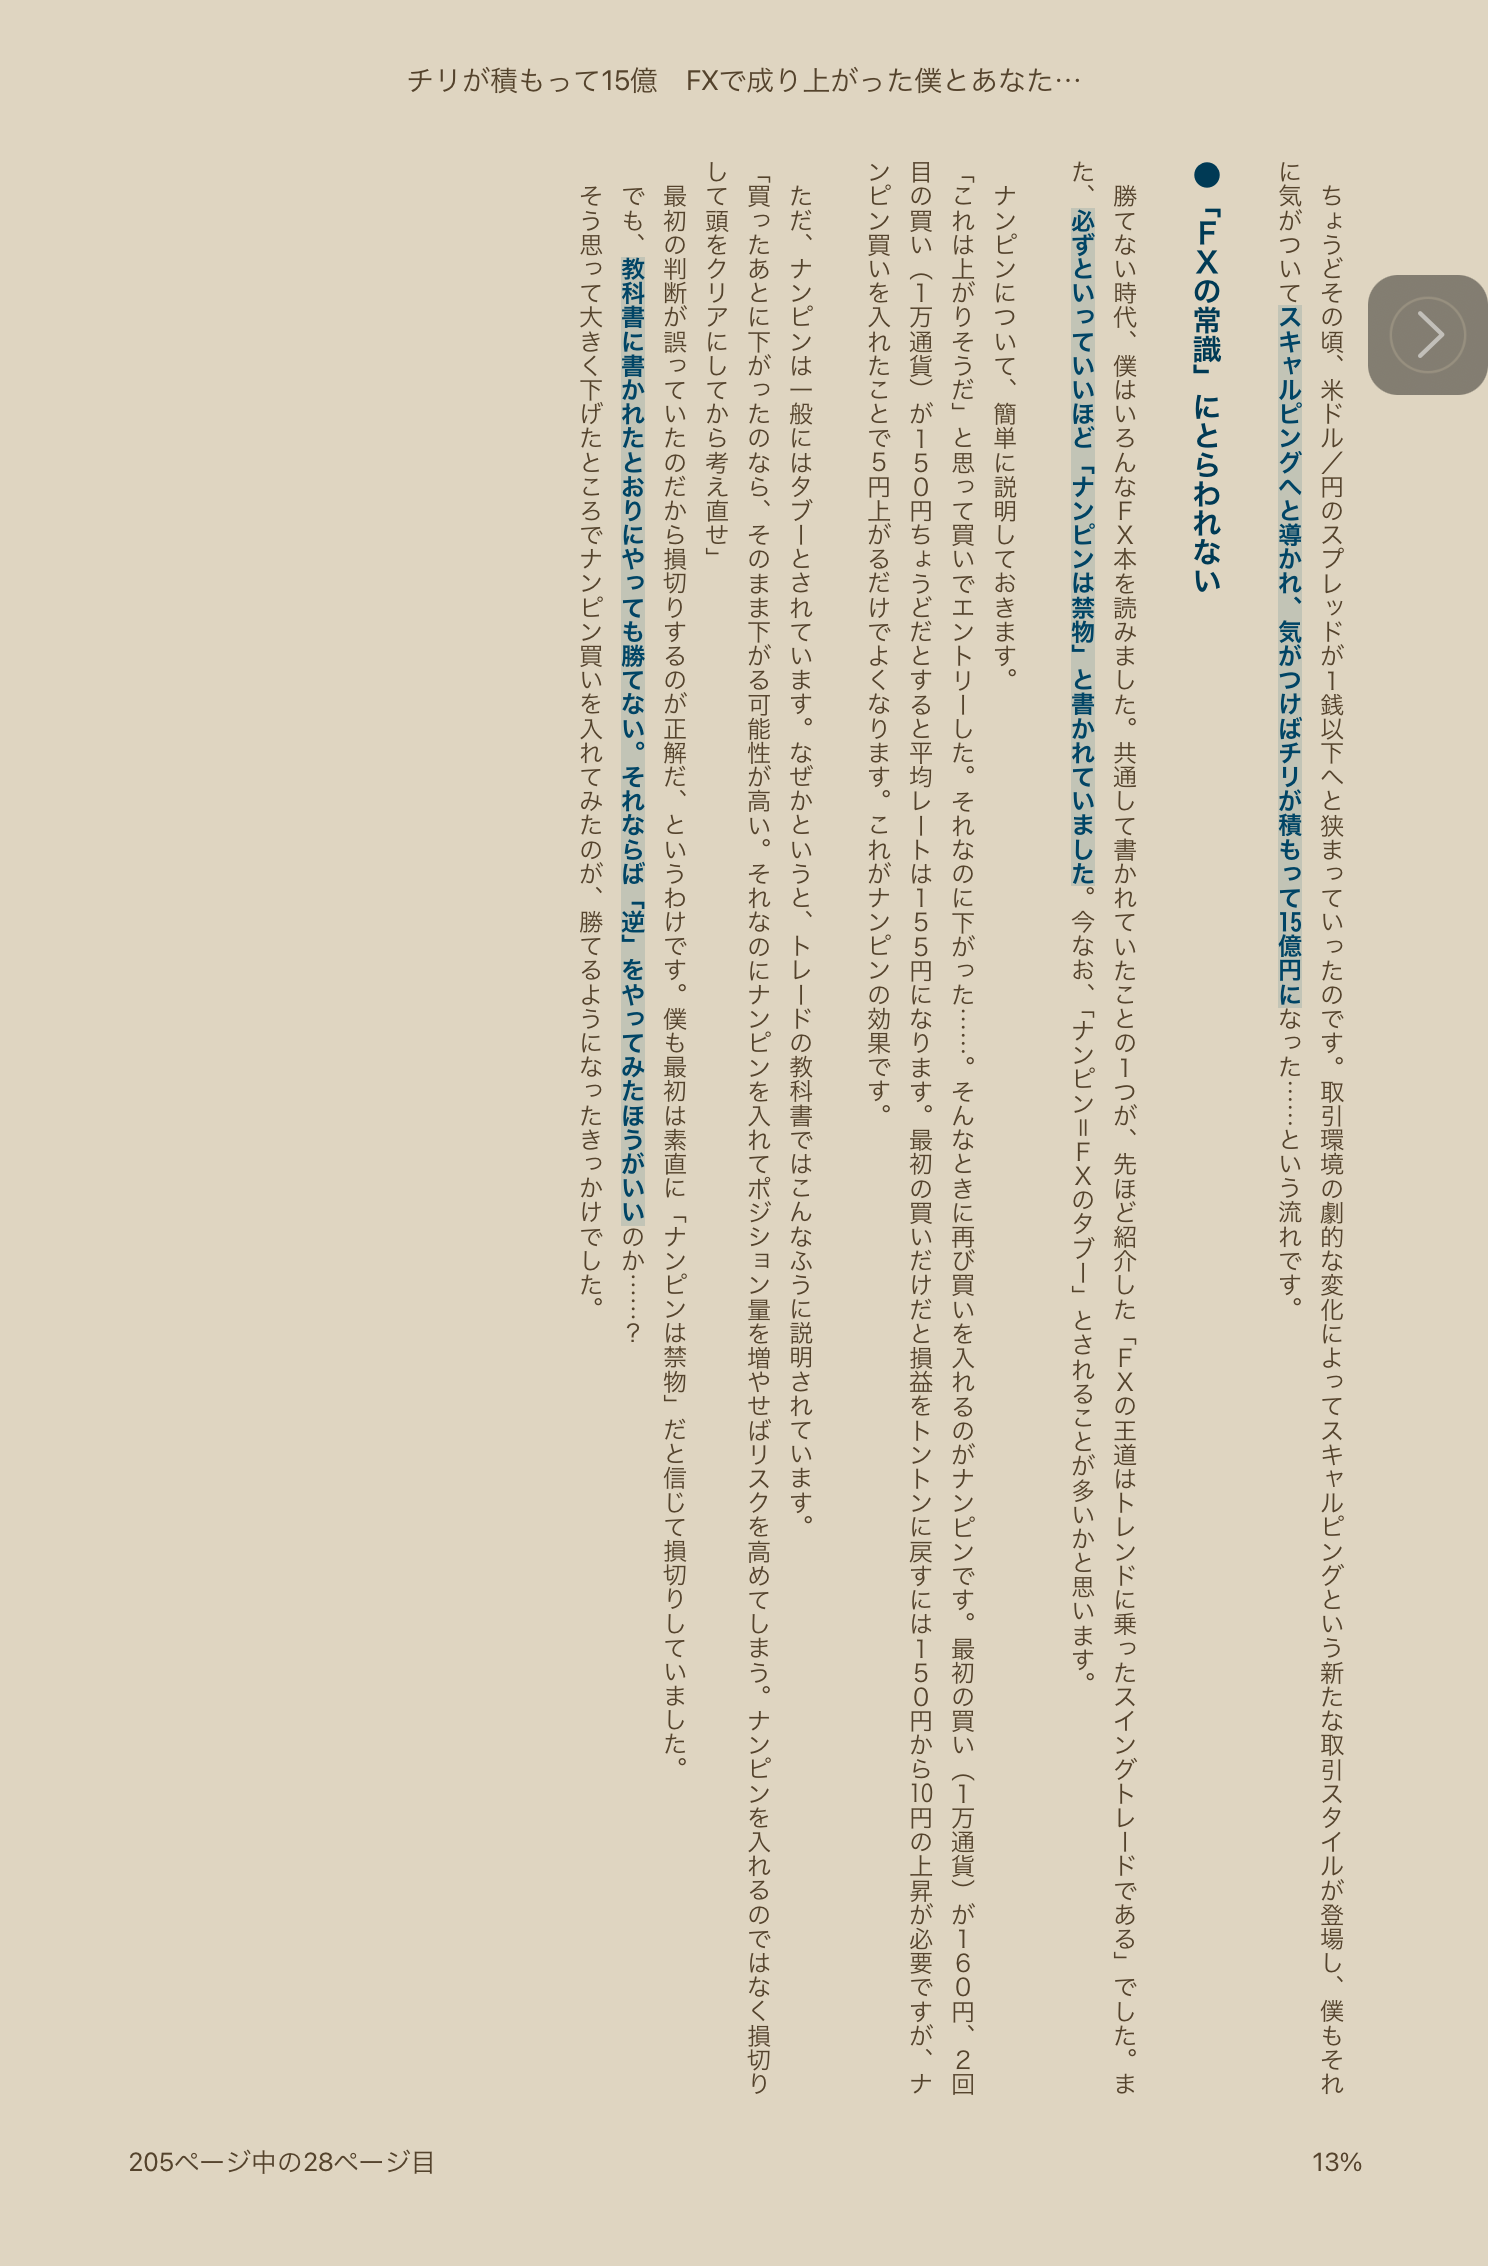 チリが積もって15億　FXで成り上がった僕とあなた…
　ちょうどその頃、米ドル／円のスプレッドが１銭以下へと狭まっていったのです。取引環境の劇的な変化によってスキャルピングという新たな取引スタイルが登場し、僕もそれ
に気がついてスキャルピングへと導かれ、気がつけばチリが積もって15億円になった……という流れです。
●「ＦＸの常識」にとらわれない
　勝てない時代、僕はいろんなＦＸ本を読みました。共通して書かれていたことの１つが、先ほど紹介した「ＦＸの王道はトレンドに乗ったスイングトレードである」でした。ま
た、必ずといっていいほど「ナンピンは禁物」と書かれていました。今なお、「ナンピン＝ＦＸのタブー」とされることが多いかと思います。
　ナンピンについて、簡単に説明しておきます。
「これは上がりそうだ」と思って買いでエントリーした。それなのに下がった……。そんなときに再び買いを入れるのがナンピンです。最初の買い（１万通貨）が１６０円、２回
目の買い（１万通貨）が１５０円ちょうどだとすると平均レートは１５５円になります。最初の買いだけだと損益をトントンに戻すには１５０円から10円の上昇が必要ですが、ナ
ンピン買いを入れたことで５円上がるだけでよくなります。これがナンピンの効果です。
　ただ、ナンピンは一般にはタブーとされています。なぜかというと、トレードの教科書ではこんなふうに説明されています。
「買ったあとに下がったのなら、そのまま下がる可能性が高い。それなのにナンピンを入れてポジション量を増やせばリスクを高めてしまう。ナンピンを入れるのではなく損切り
して頭をクリアにしてから考え直せ」
　最初の判断が誤っていたのだから損切りするのが正解だ、というわけです。僕も最初は素直に「ナンピンは禁物」だと信じて損切りしていました。
　でも、教科書に書かれたとおりにやっても勝てない。それならば「逆」をやってみたほうがいいのか……？
　そう思って大きく下げたところでナンピン買いを入れてみたのが、勝てるようになったきっかけでした。
205ページ中の28ページ目
13%